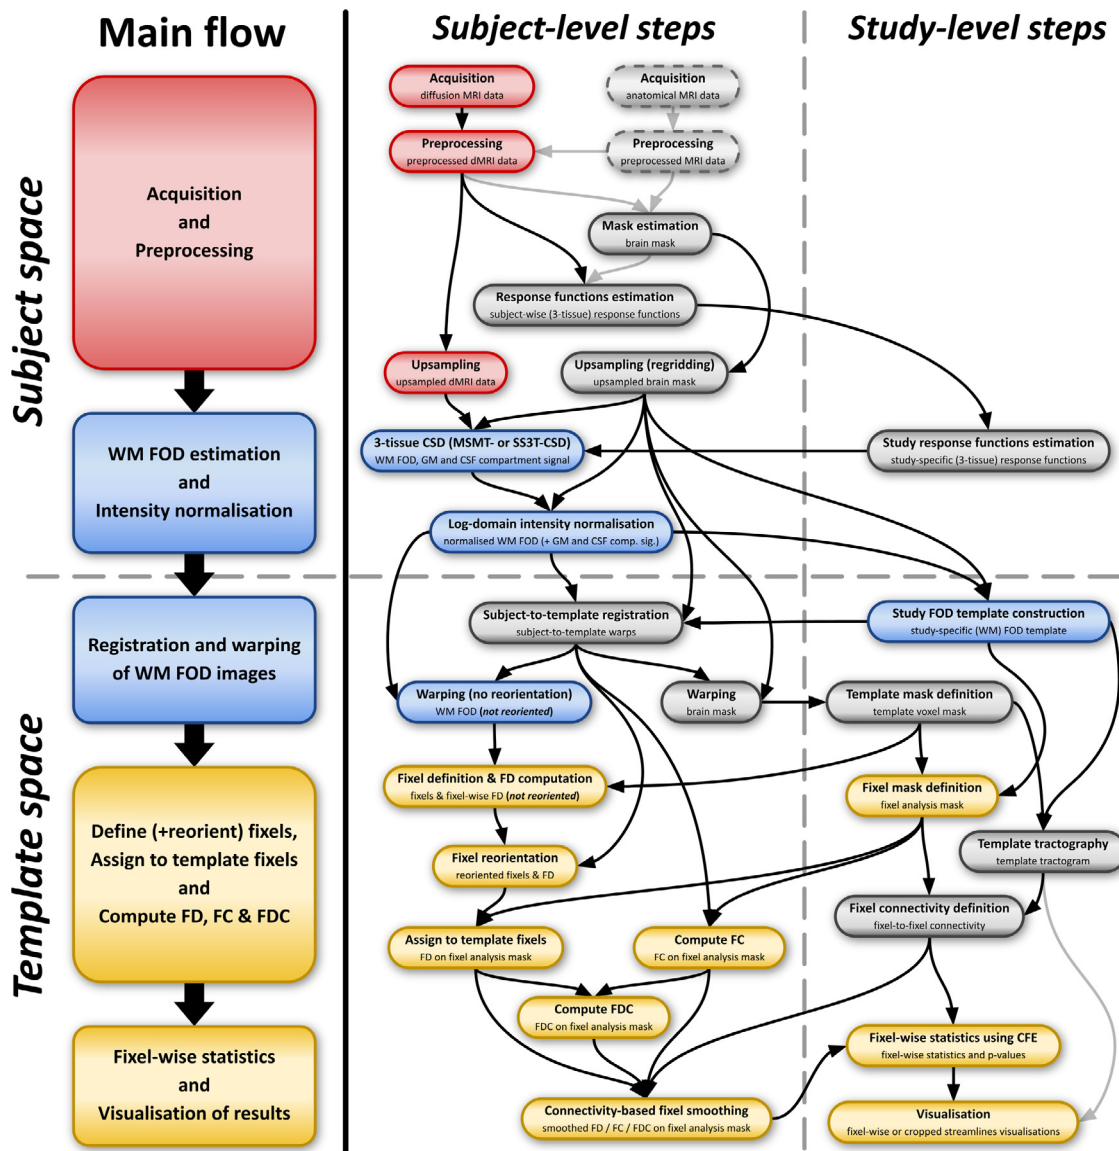 Main flow
Subject-level steps
Study-level steps
Subject space
Template space
Acquisition
and
Preprocessing
WM FOD estimation
and
Intensity normalisation
Registration and warping
of WM FOD images
Define (+reorient) fixels,
Assign to template fixels
and
Compute FD, FC & FDC
Fixel-wise statistics
and
Visualisation of results
Acquisition
diffusion MRI data
Acquisition
anatomical MRI data
Preprocessing
preprocessed dMRI data
Preprocessing
preprocessed MRI data
Mask estimation
brain mask
Response functions estimation
subject-wise (3-tissue) response functions
Upsampling
upsampled dMRI data
Upsampling (regridding)
upsampled brain mask
3-tissue CSD (MSMT- or SS3T-CSD)
WM FOD, GM and CSF compartment signal
Study response functions estimation
study-specific (3-tissue) response functions
Log-domain intensity normalisation
normalised WM FOD (+ GM and CSF comp. sig.)
Subject-to-template registration
subject-to-template warps
Study FOD template construction
study-specific (WM) FOD template
Warping (no reorientation)
WM FOD (not reoriented)
Warping
brain mask
Template mask definition
template voxel mask
Fixel definition & FD computation
fixels & fixel-wise FD (not reoriented)
Fixel mask definition
fixel analysis mask
Fixel reorientation
reoriented fixels & FD
Template tractography
template tractogram
Fixel connectivity definition
fixel-to-fixel connectivity
Assign to template fixels
FD on fixel analysis mask
Compute FC
FC on fixel analysis mask
Compute FDC
FDC on fixel analysis mask
Fixel-wise statistics using CFE
fixel-wise statistics and p-values
Connectivity-based fixel smoothing
smoothed FD / FC / FDC on fixel analysis mask
Visualisation
fixel-wise or cropped streamlines visualisations